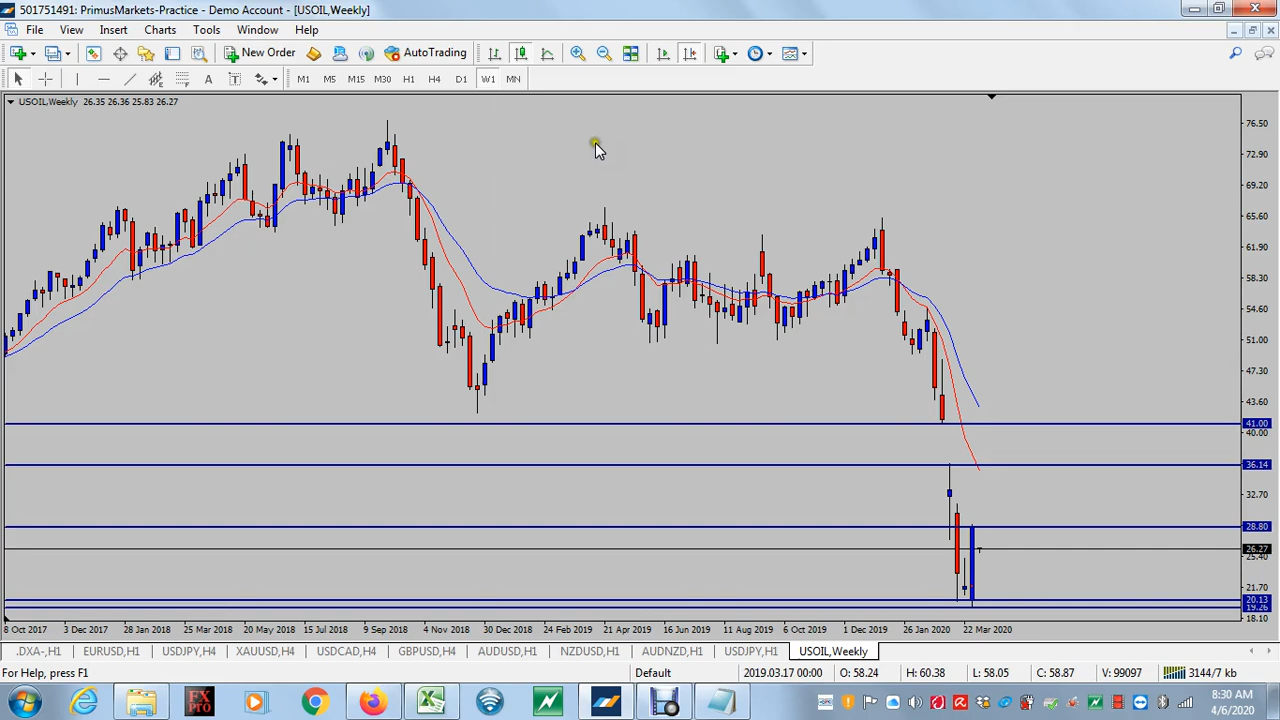 501751491: PrimusMarkets-Practice - Demo Account - [USOIL,Weekly]
File View Insert Charts Tools Window Help
New Order AutoTrading
A T M1 M5 M15 M30 H1 H4 D1 W1 MN
USOIL,Weekly 26.35 26.36 25.83 26.27
76.50
72.90
69.20
65.60
61.90
58.30
54.60
51.00
47.30
43.60
41.00
40.00
36.14
32.70
28.80
26.27
25.40
21.70
20.13
19.26
18.10
8 Oct 2017 3 Dec 2017 28 Jan 2018 25 Mar 2018 20 May 2018 15 Jul 2018 9 Sep 2018 4 Nov 2018 30 Dec 2018 24 Feb 2019 21 Apr 2019 16 Jun 2019 11 Aug 2019 6 Oct 2019 1 Dec 2019 26 Jan 2020 22 Mar 2020
.DXA-,H1 EURUSD,H1 USDJPY,H4 XAUUSD,H4 USDCAD,H4 GBPUSD,H4 AUDUSD,H1 NZDUSD,H1 AUDNZD,H1 USDJPY,H1 USOIL,Weekly
For Help, press F1 Default 2019.03.17 00:00 O: 58.24 H: 60.38 L: 58.05 C: 58.87 V: 99097 3144/7 kb
FX PRO
8:30 AM
4/6/2020